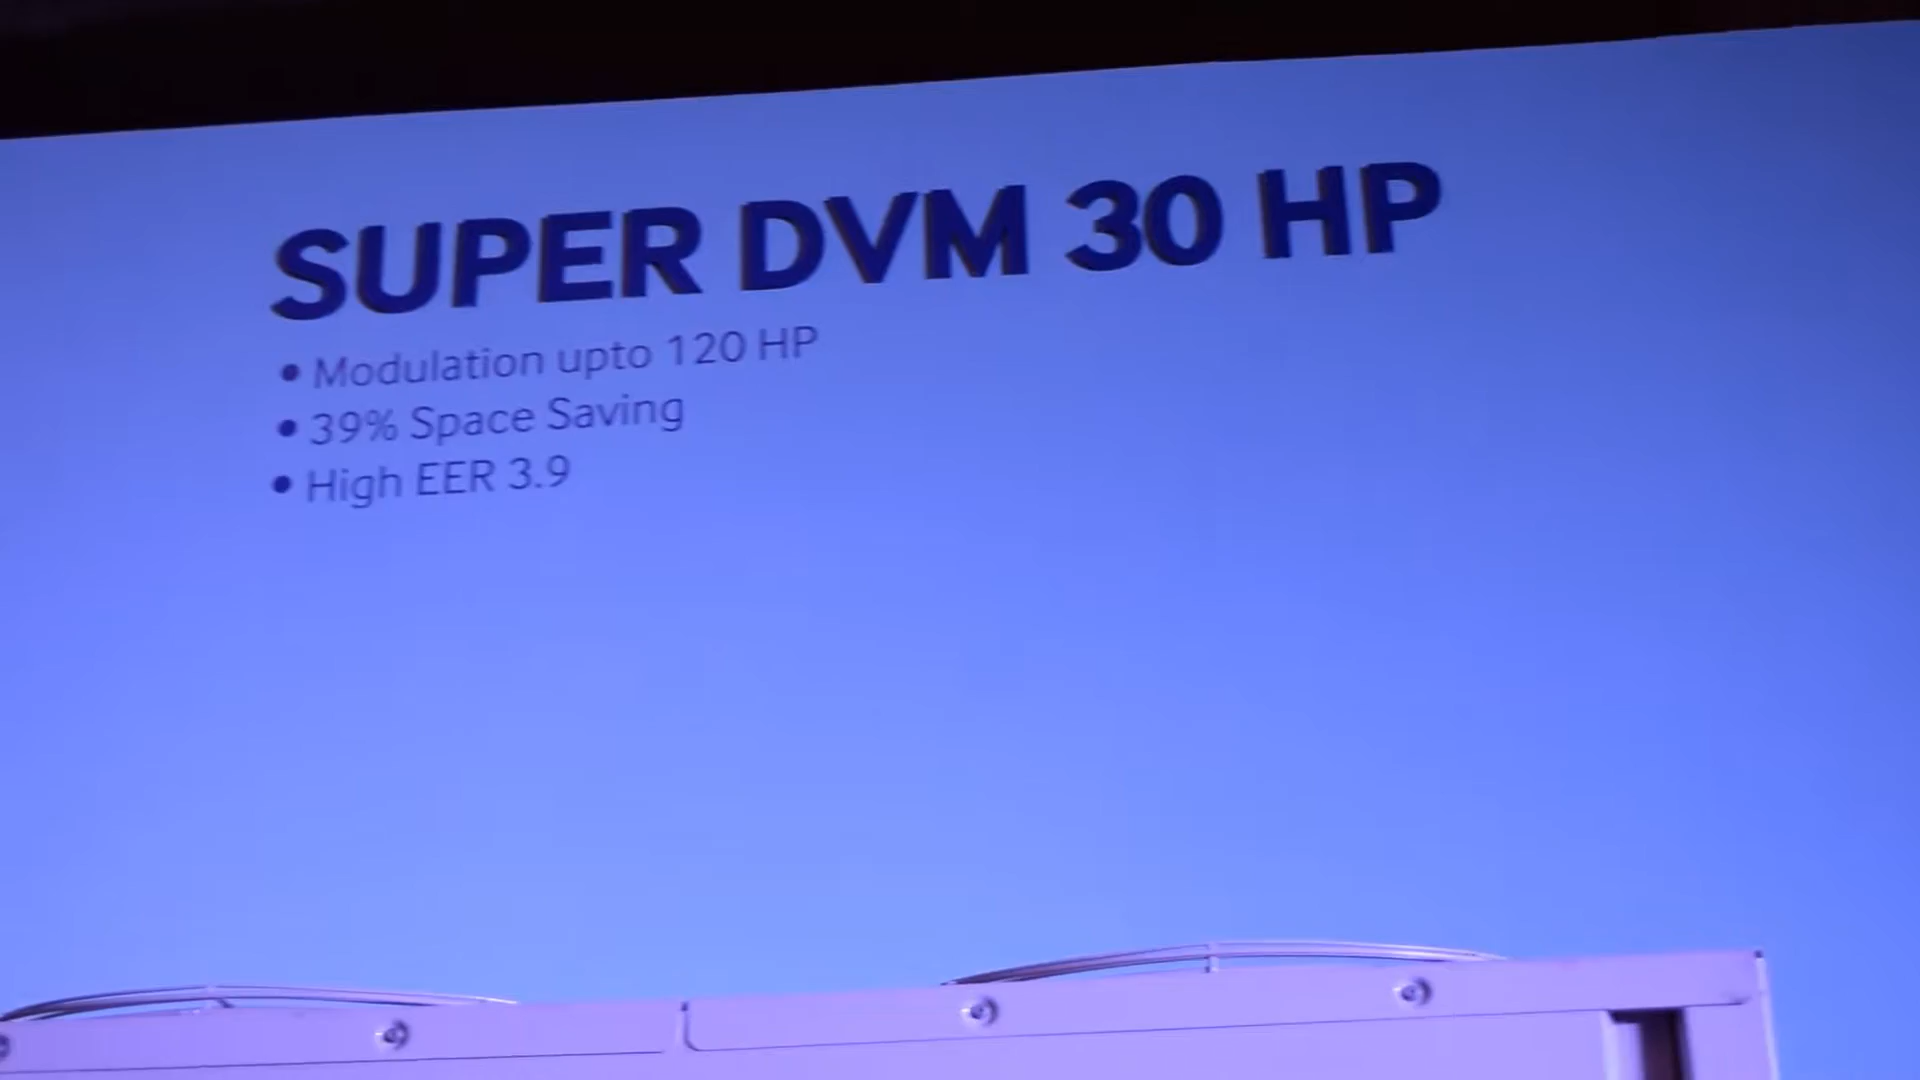 SUPER DVM 30 HP
• Modulation upto 120 HP
• 39% Space Saving
• High EER 3.9